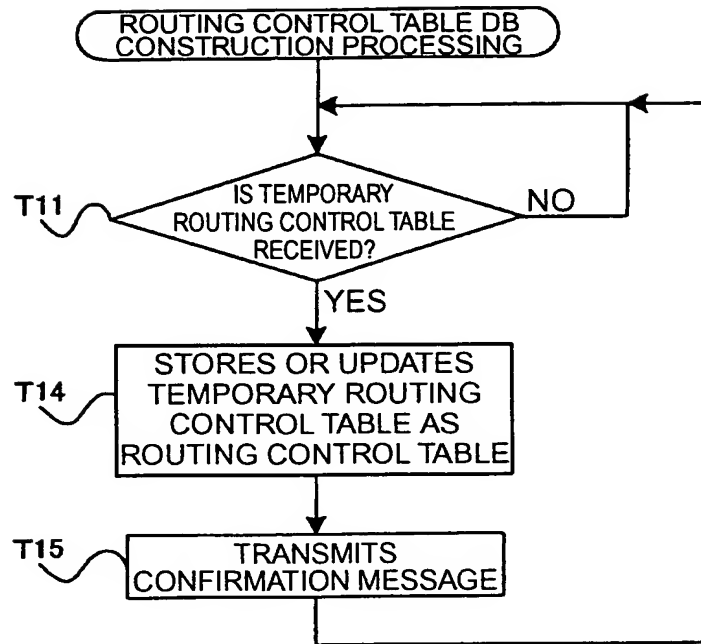 ROUTING CONTROL TABLE DB
CONSTRUCTION PROCESSING
T11
IS TEMPORARY
ROUTING CONTROL TABLE
RECEIVED?
NO
YES
T14
STORES OR UPDATES
TEMPORARY ROUTING
CONTROL TABLE AS
ROUTING CONTROL TABLE
T15
TRANSMITS
CONFIRMATION MESSAGE